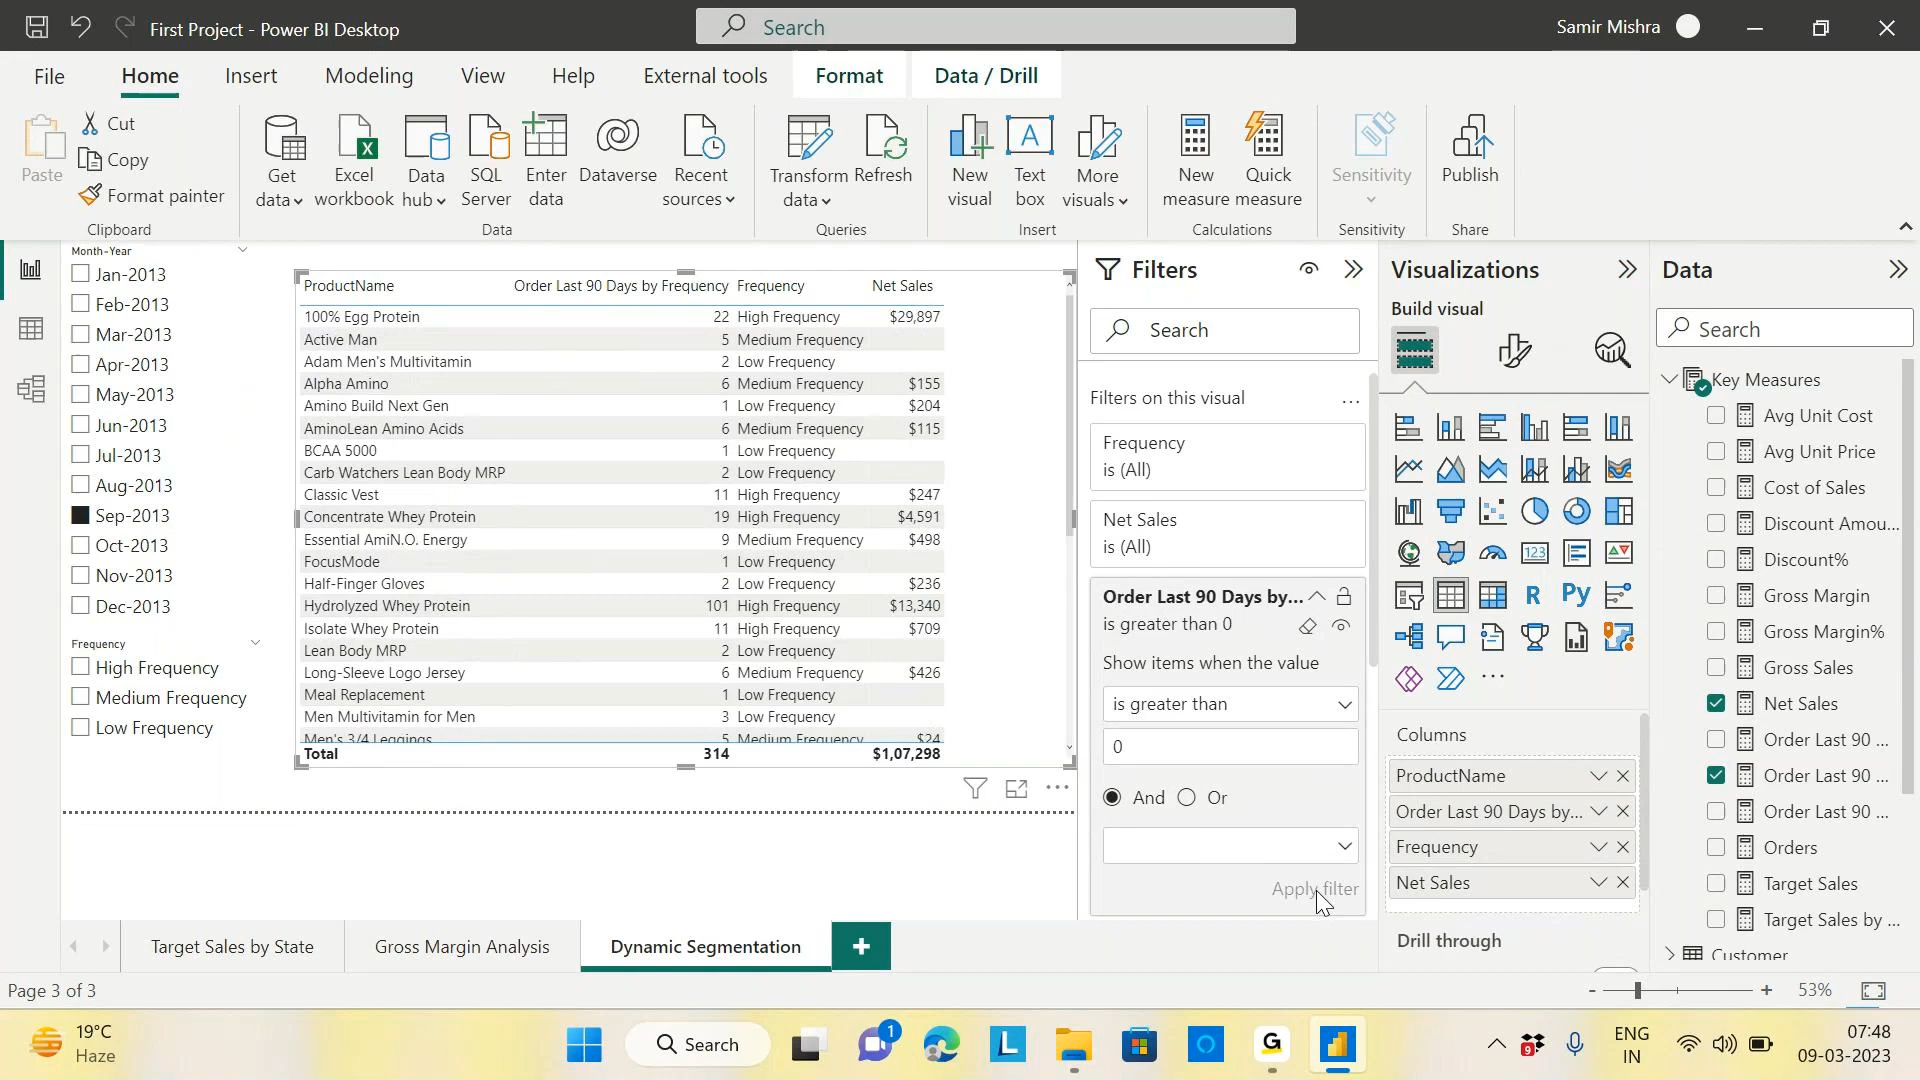 First Project - Power BI Desktop
Search
Samir Mishra
File
Home
Insert
Modeling
View
Help
External tools
Format
Data / Drill
Paste
Cut
Copy
Format painter
Clipboard
Get
data
Excel
workbook
Data
hub
SQL
Server
Enter
data
Dataverse
Recent
sources
Data
Transform
data
Refresh
Queries
New
visual
Text
box
More
visuals
Insert
New
measure
Quick
measure
Calculations
Sensitivity
Sensitivity
Publish
Share
Month-Year
Jan-2013
Feb-2013
Mar-2013
Apr-2013
May-2013
Jun-2013
Jul-2013
Aug-2013
Sep-2013
Oct-2013
Nov-2013
Dec-2013
Frequency
High Frequency
Medium Frequency
Low Frequency
ProductName Order Last 90 Days by Frequency Frequency Net Sales
100% Egg Protein 22 High Frequency $29,897
Active Man 5 Medium Frequency
Adam Men's Multivitamin 2 Low Frequency
Alpha Amino 6 Medium Frequency $155
Amino Build Next Gen 1 Low Frequency $204
AminoLean Amino Acids 6 Medium Frequency $115
BCAA 5000 1 Low Frequency
Carb Watchers Lean Body MRP 2 Low Frequency
Classic Vest 11 High Frequency $247
Concentrate Whey Protein 19 High Frequency $4,591
Essential AmiN.O. Energy 9 Medium Frequency $498
FocusMode 1 Low Frequency
Half-Finger Gloves 2 Low Frequency $236
Hydrolyzed Whey Protein 101 High Frequency $13,340
Isolate Whey Protein 11 High Frequency $709
Lean Body MRP 2 Low Frequency
Long-Sleeve Logo Jersey 6 Medium Frequency $426
Meal Replacement 1 Low Frequency
Men Multivitamin for Men 3 Low Frequency
Men's 3/4 Leggings 5 Medium Frequency $24
Total 314 $1,07,298
Filters
Search
Filters on this visual
Frequency
is (All)
Net Sales
is (All)
Order Last 90 Days by...
is greater than 0
Show items when the value
is greater than
0
And Or
Apply filter
Visualizations
Build visual
123
R
Py
Columns
ProductName
Order Last 90 Days by...
Frequency
Net Sales
Drill through
Data
Search
Key Measures
Avg Unit Cost
Avg Unit Price
Cost of Sales
Discount Amou...
Discount%
Gross Margin
Gross Margin%
Gross Sales
Net Sales
Order Last 90 ...
Order Last 90 ...
Order Last 90 ...
Orders
Target Sales
Target Sales by ...
Customer
Target Sales by State
Gross Margin Analysis
Dynamic Segmentation
Page 3 of 3
- + 53%
19°C
Haze
Search
1
L
G
9
ENG
IN
07:48
09-03-2023